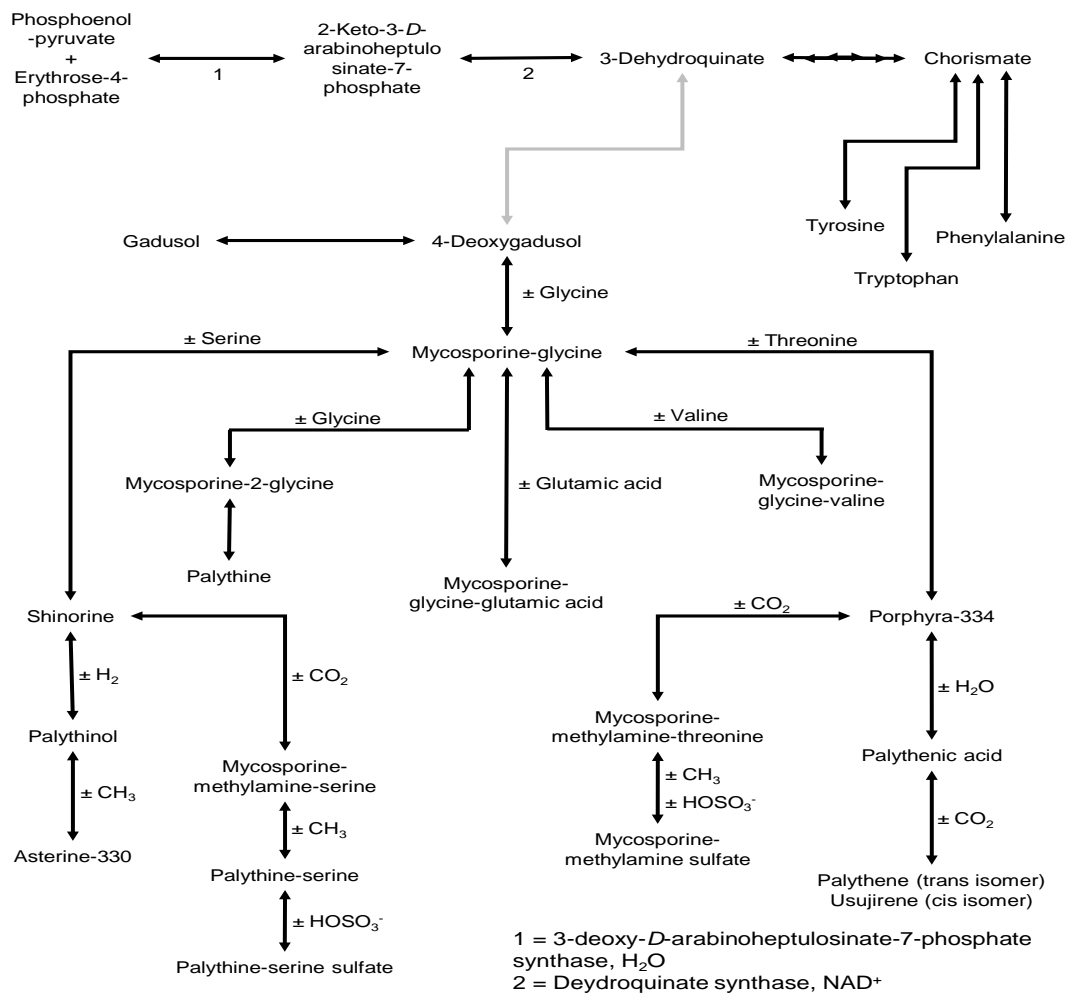 Phosphoenol
-pyruvate
+
Erythrose-4-
phosphate
1
2-Keto-3-D-
arabinoheptulo
sinate-7-
phosphate
2
3-Dehydroquinate
Chorismate
Tyrosine
Phenylalanine
Tryptophan
Gadusol
4-Deoxygadusol
± Glycine
± Serine
Mycosporine-glycine
± Threonine
± Glycine
± Valine
Mycosporine-2-glycine
± Glutamic acid
Mycosporine-
glycine-valine
Palythine
Mycosporine-
glycine-glutamic acid
Shinorine
± CO₂
Porphyra-334
± H₂
± CO₂
± H₂O
Palythinol
Mycosporine-
methylamine-threonine
Palythenic acid
Mycosporine-
methylamine-serine
± CH₃
± CH₃
± HOSO₃⁻
± CO₂
± CH₃
Asterine-330
Mycosporine-
methylamine sulfate
Palythine-serine
Palythene (trans isomer)
Usujirene (cis isomer)
± HOSO₃⁻
Palythine-serine sulfate
1 = 3-deoxy-D-arabinoheptulosinate-7-phosphate
synthase, H₂O
2 = Deydroquinate synthase, NAD⁺